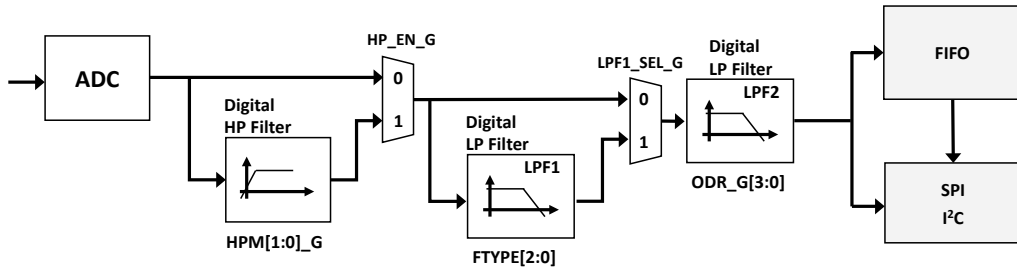 HP_EN_G
ADC
0
1
Digital
HP Filter
HPM[1:0]_G
Digital
LP Filter
LPF1
FTYPE[2:0]
LPF1_SEL_G
0
1
Digital
LP Filter
LPF2
ODR_G[3:0]
FIFO
SPI
I²C